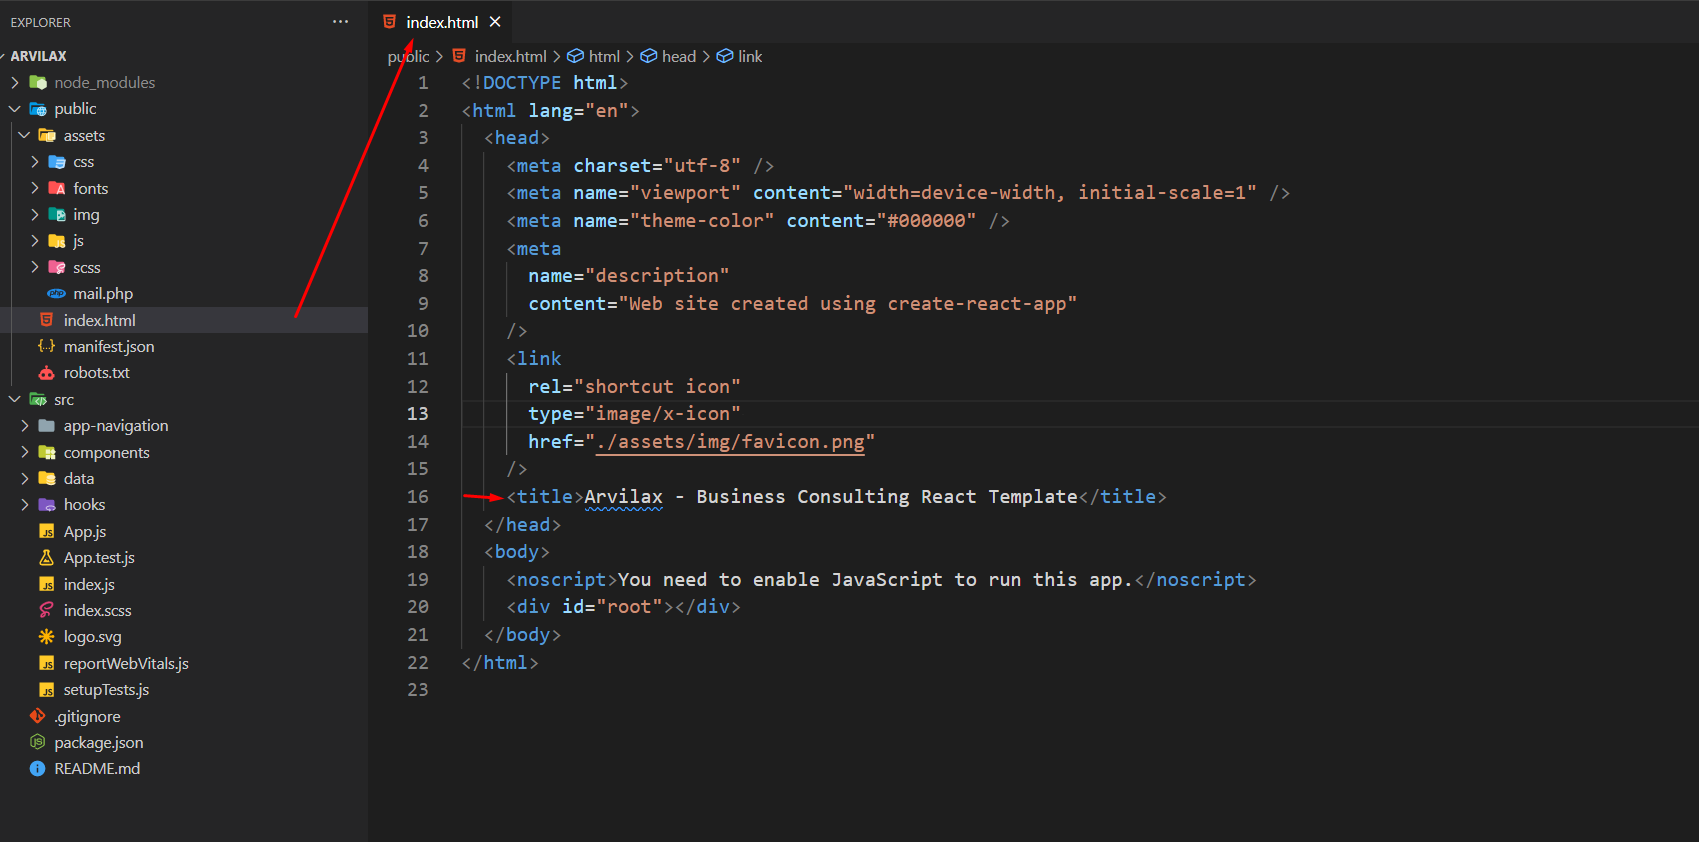 EXPLORER
ARVILAX
node_modules
public
assets
css
fonts
img
js
scss
mail.php
index.html
manifest.json
robots.txt
src
app-navigation
components
data
hooks
App.js
App.test.js
index.js
index.scss
logo.svg
reportWebVitals.js
setupTests.js
.gitignore
package.json
README.md
index.html
public > index.html > html > head > link
1 <!DOCTYPE html>
2 <html lang="en">
3 <head>
4 <meta charset="utf-8" />
5 <meta name="viewport" content="width=device-width, initial-scale=1" />
6 <meta name="theme-color" content="#000000" />
7 <meta
8 name="description"
9 content="Web site created using create-react-app"
10 />
11 <link
12 rel="shortcut icon"
13 type="image/x-icon"
14 href="./assets/img/favicon.png"
15 />
16 <title>Arvilax - Business Consulting React Template</title>
17 </head>
18 <body>
19 <noscript>You need to enable JavaScript to run this app.</noscript>
20 <div id="root"></div>
21 </body>
22 </html>
23